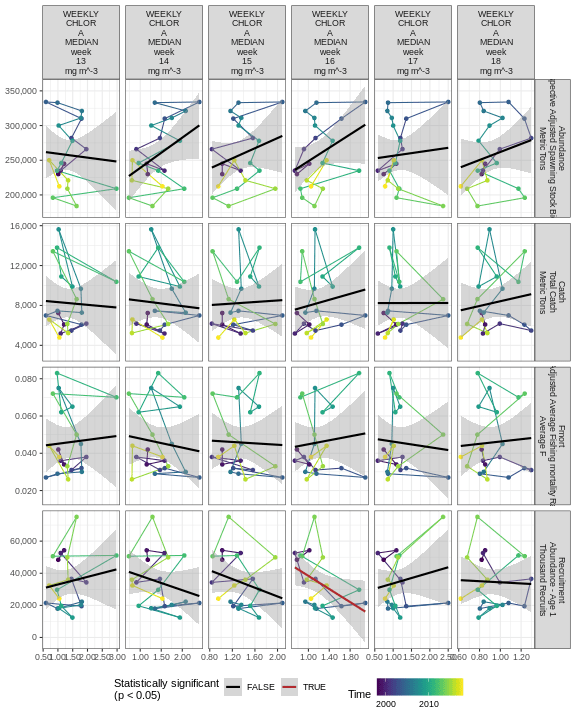 WEEKLY
CHLOR
A
MEDIAN
week
13
mg m^-3
WEEKLY
CHLOR
A
MEDIAN
week
14
mg m^-3
WEEKLY
CHLOR
A
MEDIAN
week
15
mg m^-3
WEEKLY
CHLOR
A
MEDIAN
week
16
mg m^-3
WEEKLY
CHLOR
A
MEDIAN
week
17
mg m^-3
WEEKLY
CHLOR
A
MEDIAN
week
18
mg m^-3
350,000
300,000
250,000
200,000
Abundance
Adjusted Spawning Stock
Metric Tons
16,000
12,000
8,000
4,000
Catch
Total Catch
Metric Tons
0.080
0.060
0.040
0.020
Fmort
Average Fishing mortality
Average F
60,000
40,000
20,000
0
Recruitment
Abundance - Age 1
Thousand Recruits
0.50 1.00 1.50 2.00 2.50 3.00
1.00 1.50 2.00
0.80 1.20 1.60 2.00
1.00 1.40 1.80
0.50 1.00 1.50 2.00 2.50
0.60 0.80 1.00 1.20
Statistically significant
(p < 0.05)
FALSE
TRUE
Time
2000 2010